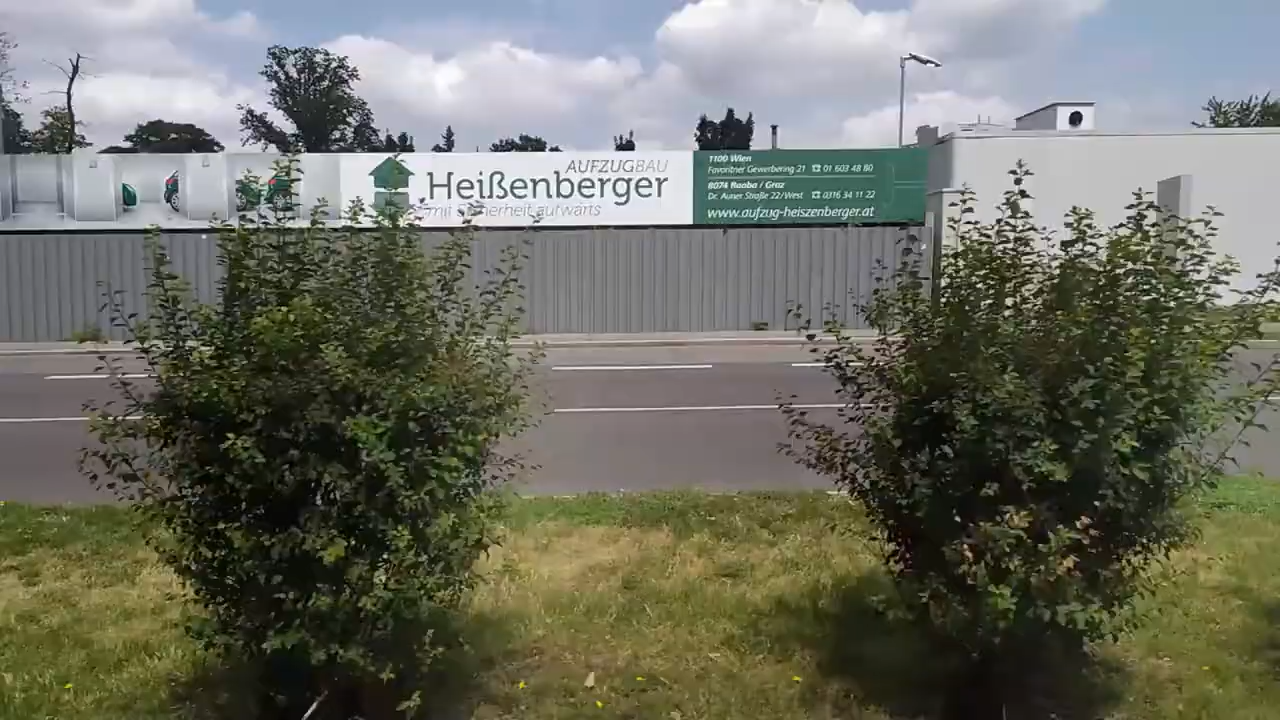 AUFZUGBAU
Heißenberger
mit Sicherheit aufwärts
1100 Wien
Favoritner Gewerbering 21 ☎ 01 603 48 80
8074 Raaba / Graz
Dr. Auner Straße 22/West ☎ 0316 34 11 22
www.aufzug-heiszenberger.at